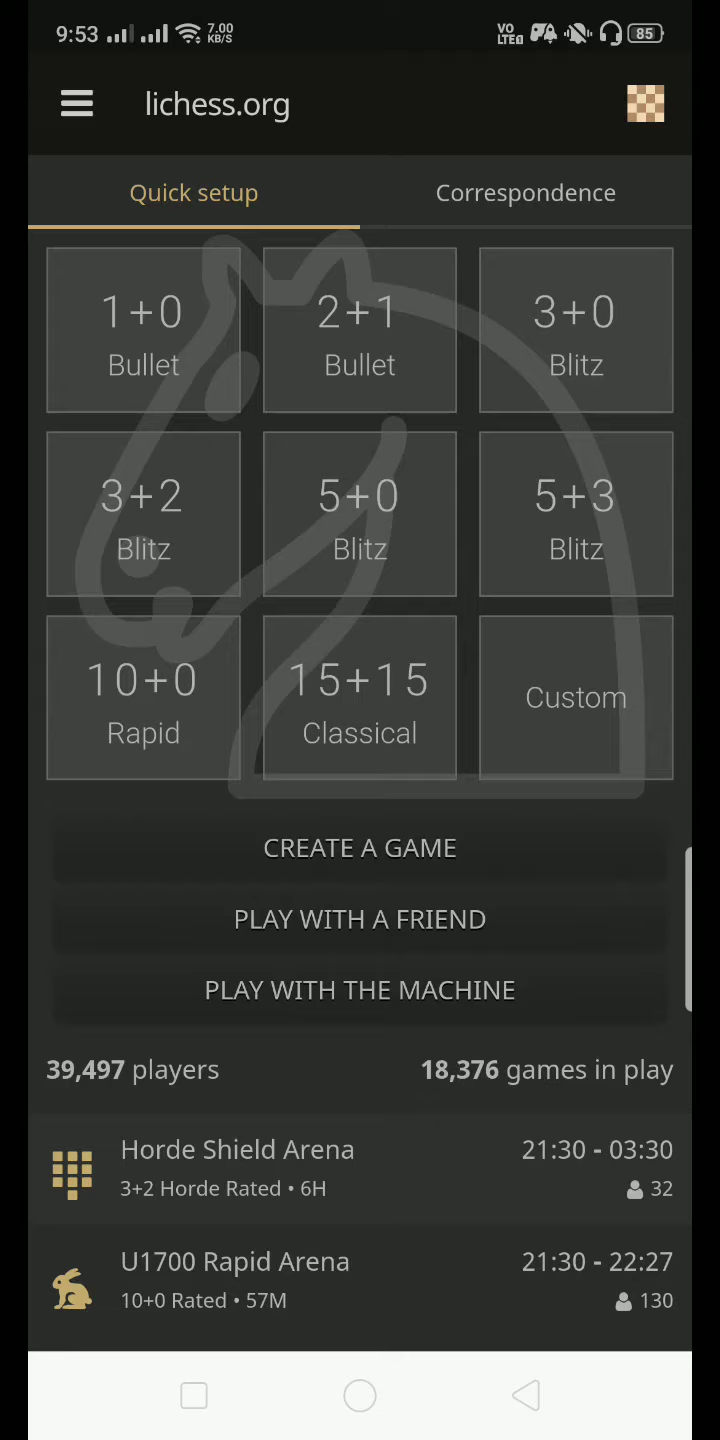 9:53
7.00
KB/S
VO
LTE1
85
lichess.org
Quick setup
Correspondence
1+0
Bullet
2+1
Bullet
3+0
Blitz
3+2
Blitz
5+0
Blitz
5+3
Blitz
10+0
Rapid
15+15
Classical
Custom
CREATE A GAME
PLAY WITH A FRIEND
PLAY WITH THE MACHINE
39,497 players
18,376 games in play
Horde Shield Arena
21:30 - 03:30
3+2 Horde Rated • 6H
32
U1700 Rapid Arena
21:30 - 22:27
10+0 Rated • 57M
130